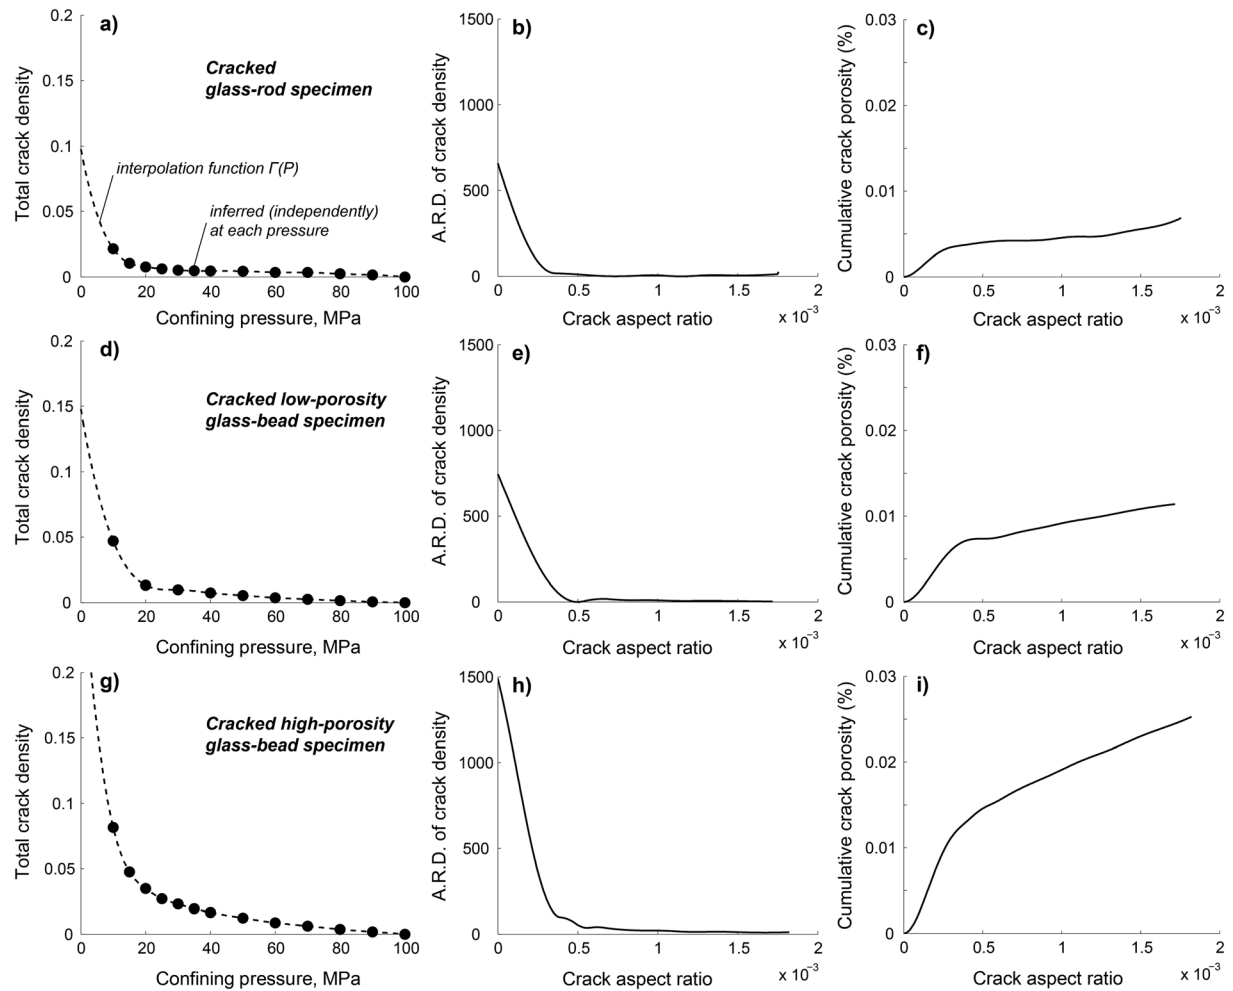 a)
Cracked
glass-rod specimen
interpolation function Γ(P)
inferred (independently)
at each pressure
Total crack density
0.2
0.15
0.1
0.05
0
0 20 40 60 80 100
Confining pressure, MPa
b)
A.R.D. of crack density
1500
1000
500
0
0 0.5 1 1.5 2
x 10⁻³
Crack aspect ratio
c)
Cumulative crack porosity (%)
0.03
0.02
0.01
0
0 0.5 1 1.5 2
x 10⁻³
Crack aspect ratio
d)
Cracked low-porosity
glass-bead specimen
Total crack density
0.2
0.15
0.1
0.05
0
0 20 40 60 80 100
Confining pressure, MPa
e)
A.R.D. of crack density
1500
1000
500
0
0 0.5 1 1.5 2
x 10⁻³
Crack aspect ratio
f)
Cumulative crack porosity (%)
0.03
0.02
0.01
0
0 0.5 1 1.5 2
x 10⁻³
Crack aspect ratio
g)
Cracked high-porosity
glass-bead specimen
Total crack density
0.2
0.15
0.1
0.05
0
0 20 40 60 80 100
Confining pressure, MPa
h)
A.R.D. of crack density
1500
1000
500
0
0 0.5 1 1.5 2
x 10⁻³
Crack aspect ratio
i)
Cumulative crack porosity (%)
0.03
0.02
0.01
0
0 0.5 1 1.5 2
x 10⁻³
Crack aspect ratio